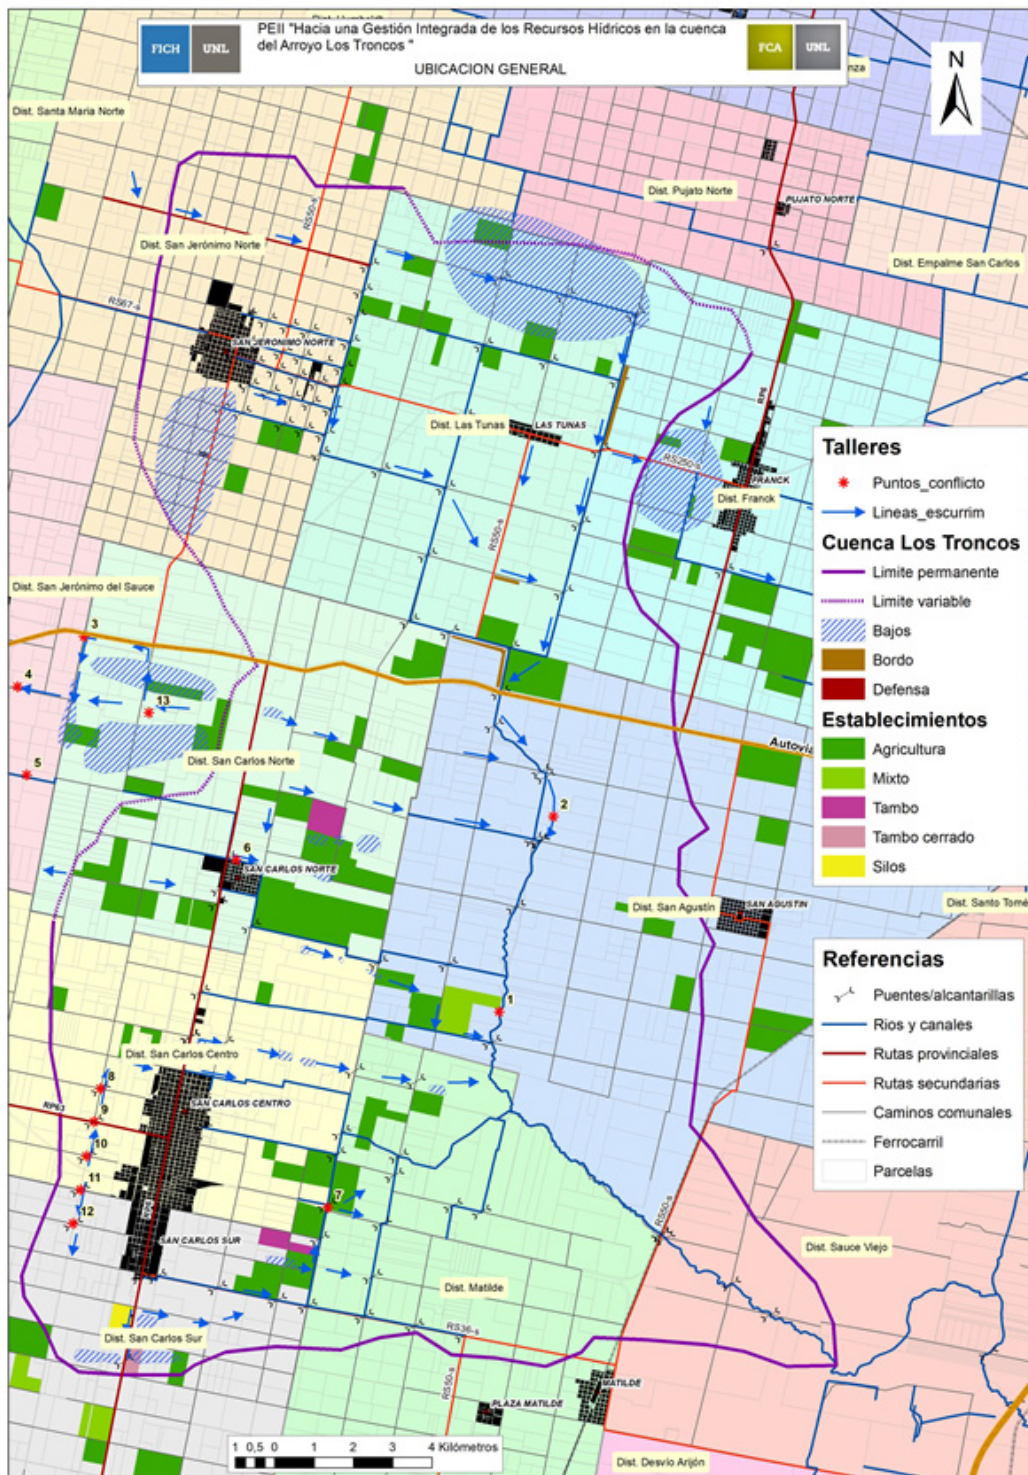 Dist. Humboldt
PEII "Hacia una Gestión Integrada de los Recursos Hídricos en la cuenca
del Arroyo Los Troncos "
UBICACION GENERAL
FICH
UNL
FCA
UNL
nza
N
Dist. Santa Maria Norte
Dist. Pujato Norte
PUJATO NORTE
RS50-s
Dist. San Jerónimo Norte
Dist. Empalme San Carlos
RS67-s
SAN JERONIMO NORTE
RP6
Dist. Las Tunas
LAS TUNAS
RS250-s
FRANCK
Dist. Franck
RS50-s
Dist. San Jerónimo del Sauce
3
4
13
5
Dist. San Carlos Norte
Autovia
2
6
SAN CARLOS NORTE
Dist. San Agustín
SAN AGUSTIN
Dist. Santo Tomé
1
Dist. San Carlos Centro
8
SAN CARLOS CENTRO
RP63
9
10
11
12
7
RP6
SAN CARLOS SUR
RS50-s
Dist. Sauce Viejo
Dist. Matilde
Dist. San Carlos Sur
RS36-s
RS50-s
MATILDE
PLAZA MATILDE
Dist. Desvío Arijón
1 0,5 0 1 2 3 4 Kilómetros
Talleres
Puntos_conflicto
Lineas_escurrim
Cuenca Los Troncos
Limite permanente
Limite variable
Bajos
Bordo
Defensa
Establecimientos
Agricultura
Mixto
Tambo
Tambo cerrado
Silos
Referencias
Puentes/alcantarillas
Rios y canales
Rutas provinciales
Rutas secundarias
Caminos comunales
Ferrocarril
Parcelas